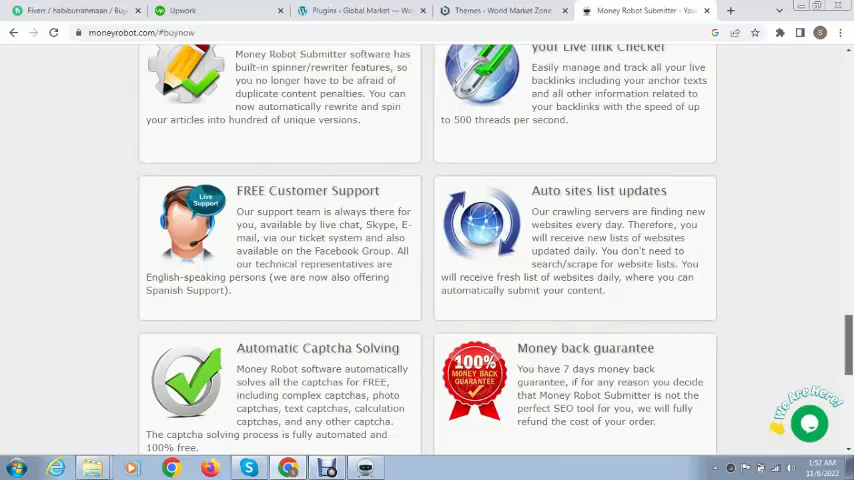 Fiverr / habiburrahmaan / Buy
Upwork
Plugins ‹ Global Market — Wo
Themes ‹ World Market Zone
Money Robot Submitter - You
moneyrobot.com/#buynow
S
Money Robot Submitter software has
built-in spinner/rewriter features, so
you no longer have to be afraid of
duplicate content penalties. You can
now automatically rewrite and spin
your articles into hundred of unique versions.
your Live link Checker
Easily manage and track all your live
backlinks including your anchor texts
and all other information related to
your backlinks with the speed of up
to 500 threads per second.
Live
Support
FREE Customer Support
Our support team is always there for
you, available by live chat, Skype, E-
mail, via our ticket system and also
available on the Facebook Group. All
our technical representatives are
English-speaking persons (we are now also offering
Spanish Support).
Auto sites list updates
Our crawling servers are finding new
websites every day. Therefore, you
will receive new lists of websites
updated daily. You don't need to
search/scrape for website lists. You
will receive fresh list of websites daily, where you can
automatically submit your content.
Automatic Captcha Solving
Money Robot software automatically
solves all the captchas for FREE,
including complex captchas, photo
captchas, text captchas, calculation
captchas, and any other captcha.
The captcha solving process is fully automated and
100% free.
100%
MONEY BACK
GUARANTEE
Money back guarantee
You have 7 days money back
guarantee, if for any reason you decide
that Money Robot Submitter is not the
perfect SEO tool for you, we will fully
refund the cost of your order.
We Are Here!
1:52 AM
11/6/2022